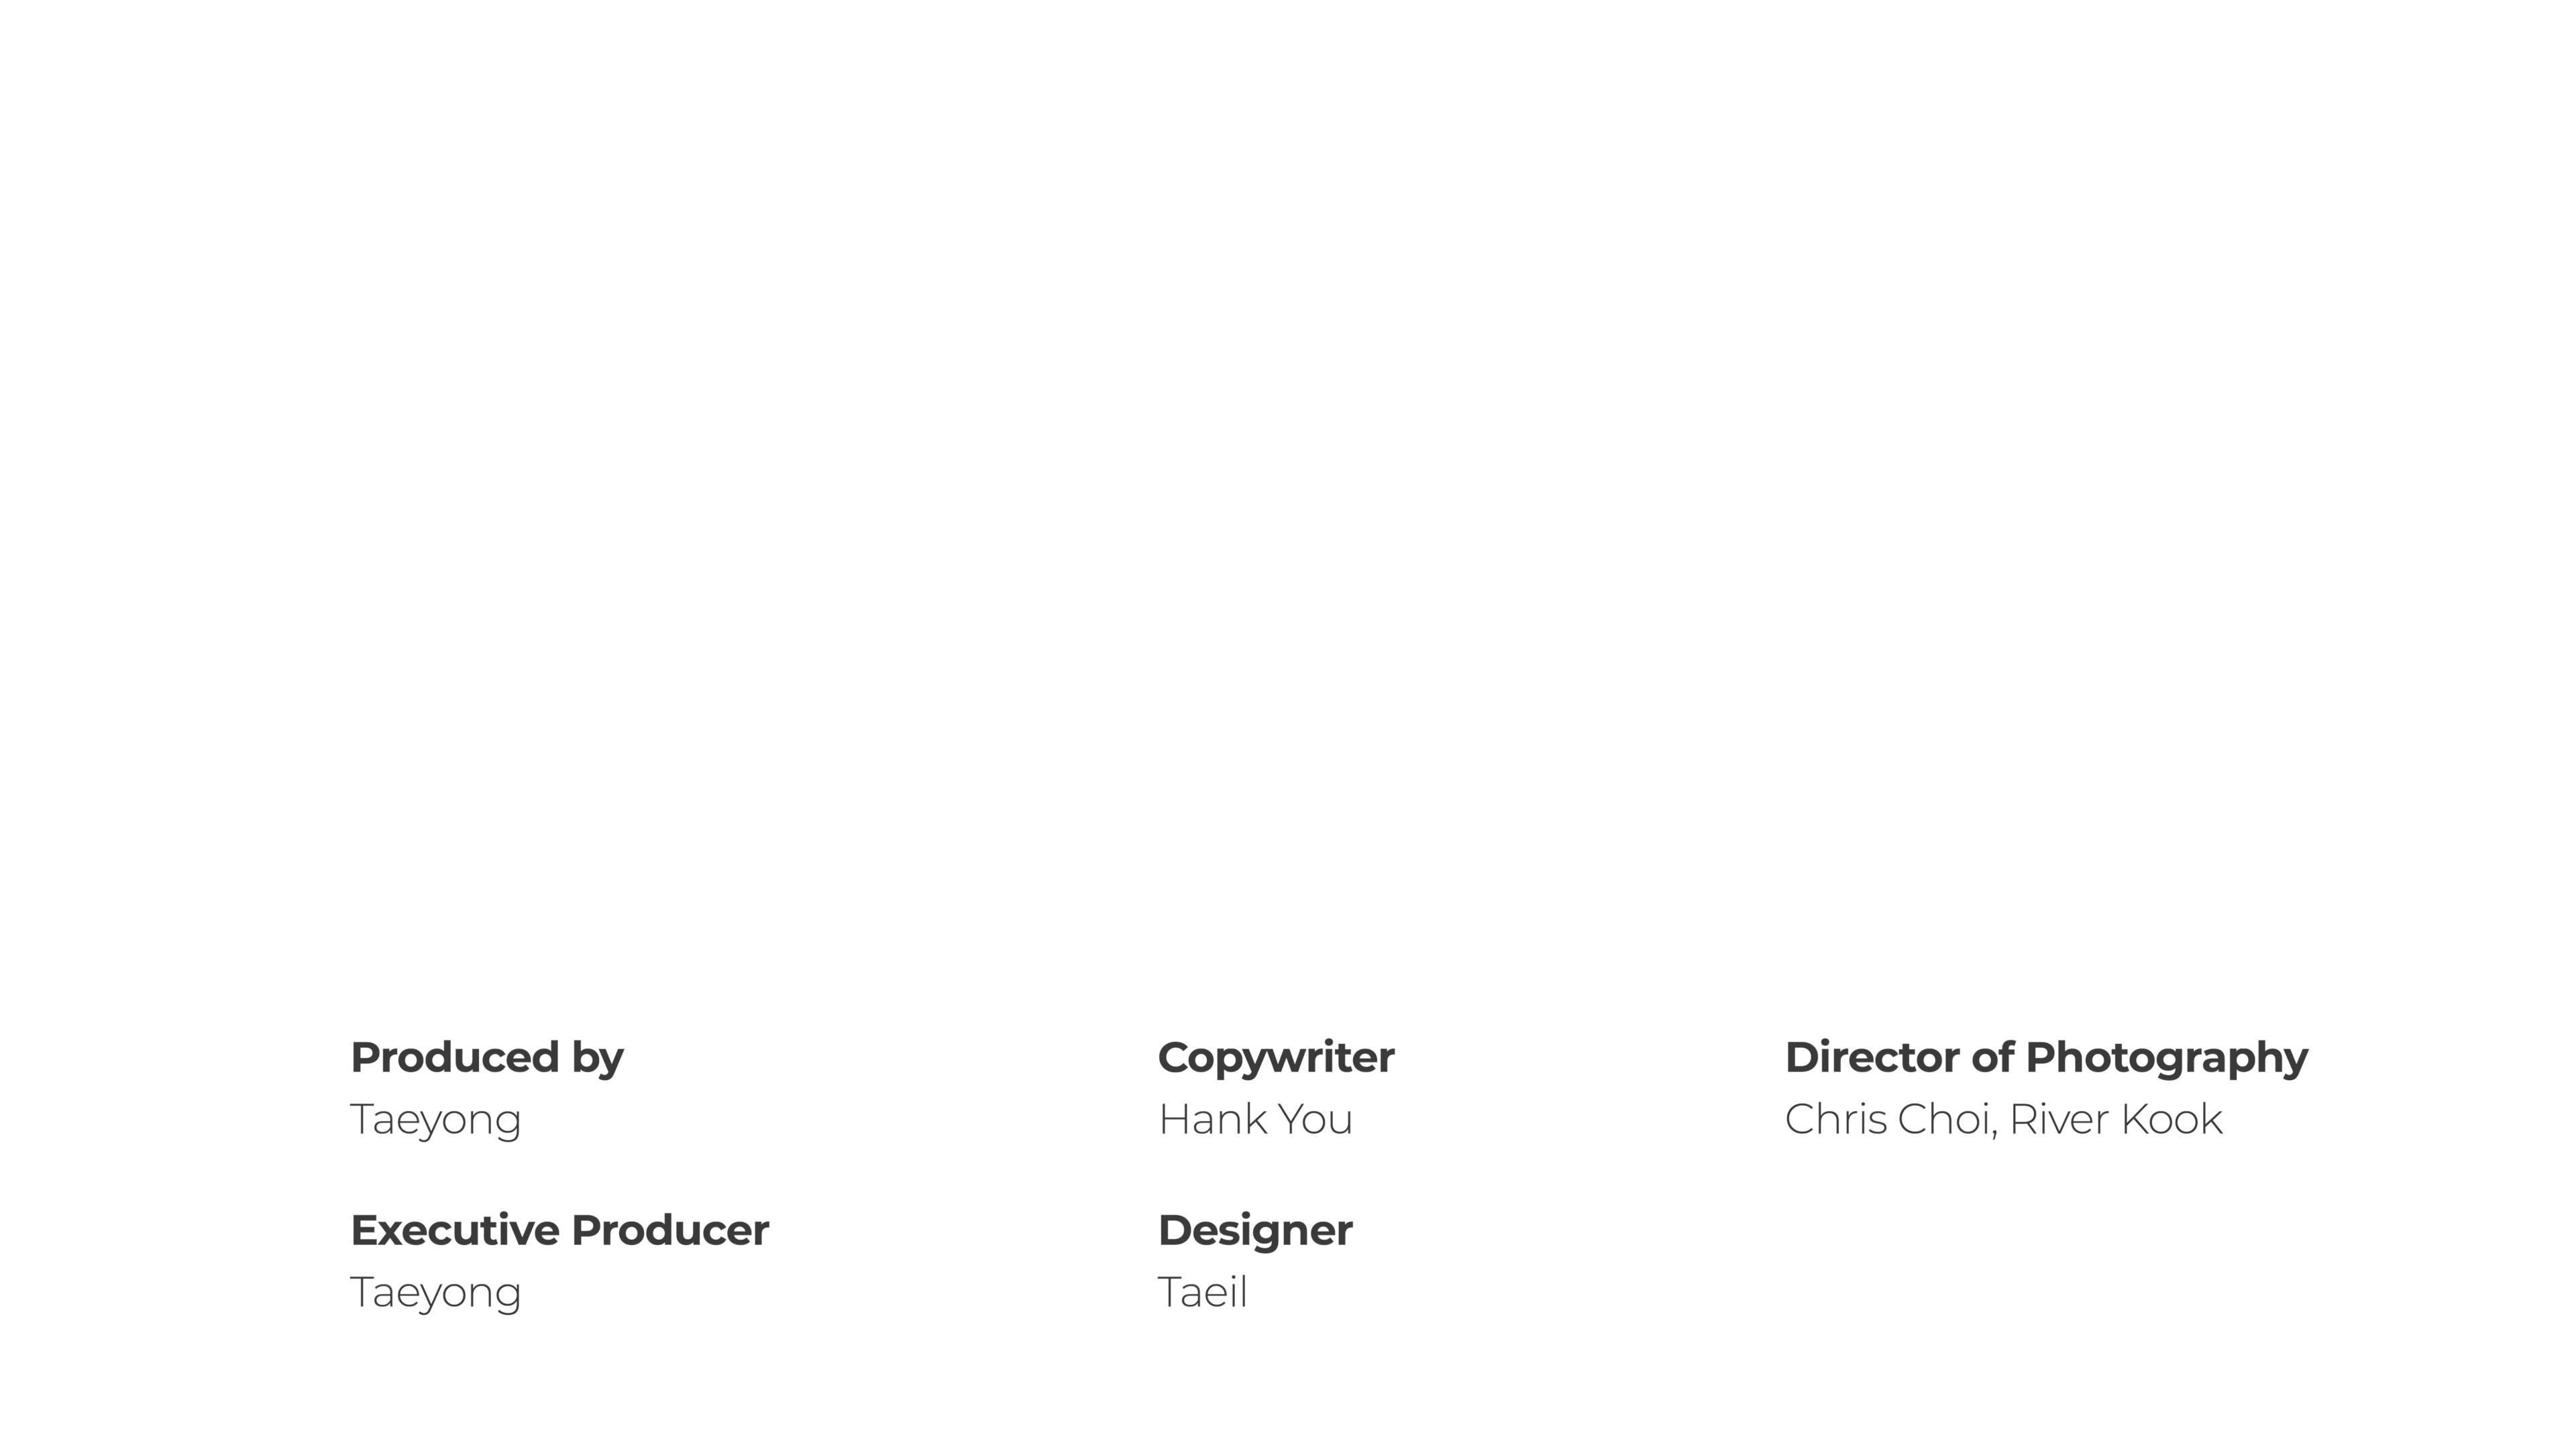 Produced by
Taeyong
Executive Producer
Taeyong
Copywriter
Hank You
Designer
Taeil
Director of Photography
Chris Choi, River Kook